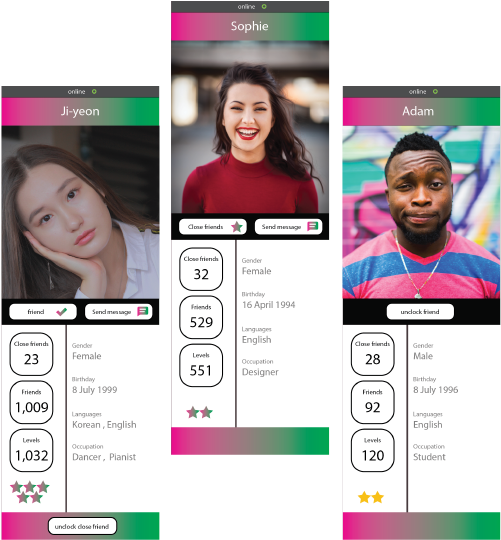 online
Ji-yeon
friend
Send message
Close friends
23
Friends
1,009
Levels
1,032
Gender
Female
Birthday
8 July 1999
Languages
Korean , English
Occupation
Dancer , Pianist
unclock close friend
online
Sophie
Close friends
Send message
Close friends
32
Friends
529
Levels
551
Gender
Female
Birthday
16 April 1994
Languages
English
Occupation
Designer
online
Adam
unclock friend
Close friends
28
Friends
92
Levels
120
Gender
Male
Birthday
8 July 1996
Languages
English
Occupation
Student